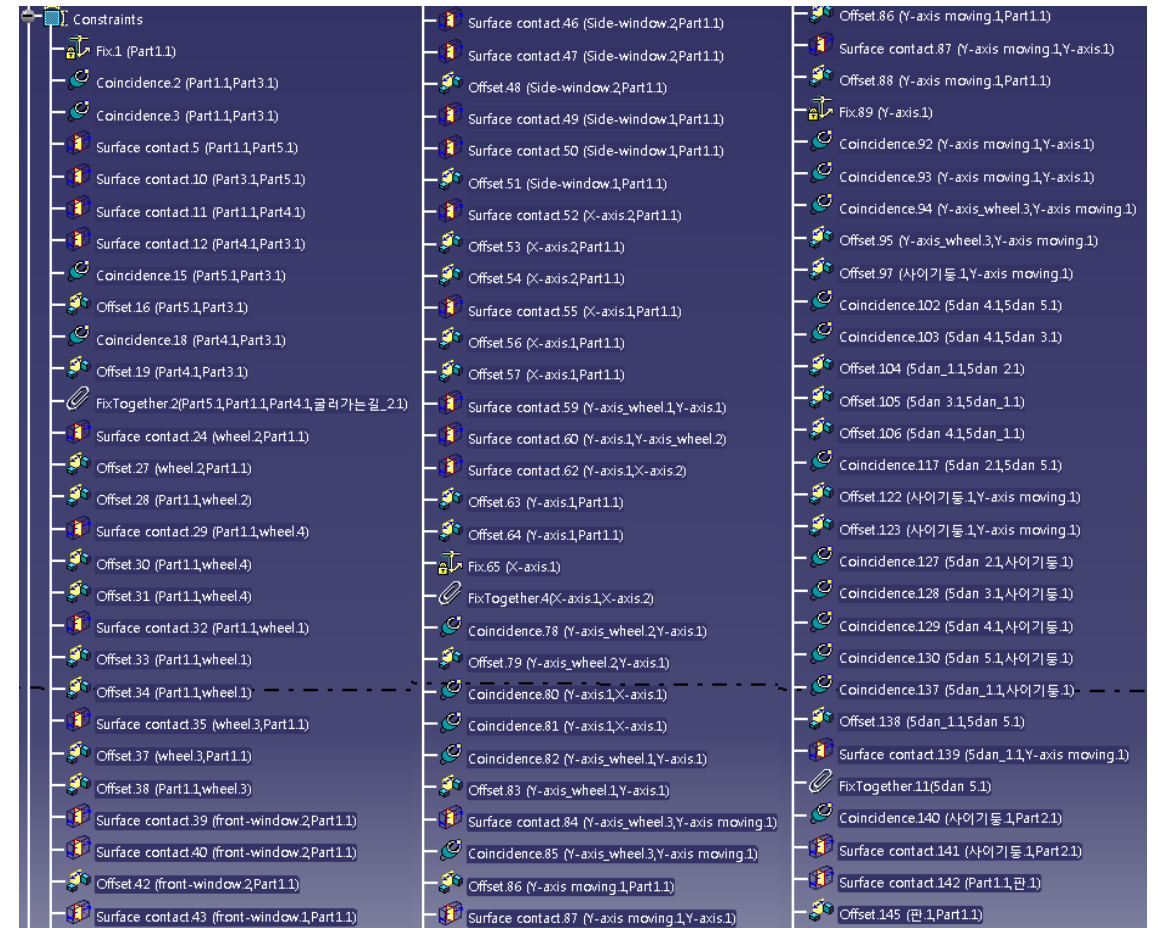 Constraints
Fix.1 (Part1.1)
Coincidence.2 (Part1.1,Part3.1)
Coincidence.3 (Part1.1,Part3.1)
Surface contact.5 (Part1.1,Part5.1)
Surface contact.10 (Part3.1,Part5.1)
Surface contact.11 (Part1.1,Part4.1)
Surface contact.12 (Part4.1,Part3.1)
Coincidence.15 (Part5.1,Part3.1)
Offset.16 (Part5.1,Part3.1)
Coincidence.18 (Part4.1,Part3.1)
Offset.19 (Part4.1,Part3.1)
FixTogether.2(Part5.1,Part1.1,Part4.1,굴러가는길_2.1)
Surface contact.24 (wheel.2,Part1.1)
Offset.27 (wheel.2,Part1.1)
Offset.28 (Part1.1,wheel.2)
Surface contact.29 (Part1.1,wheel.4)
Offset.30 (Part1.1,wheel.4)
Offset.31 (Part1.1,wheel.4)
Surface contact.32 (Part1.1,wheel.1)
Offset.33 (Part1.1,wheel.1)
Offset.34 (Part1.1,wheel.1)
Surface contact.35 (wheel.3,Part1.1)
Offset.37 (wheel.3,Part1.1)
Offset.38 (Part1.1,wheel.3)
Surface contact.39 (front-window.2,Part1.1)
Surface contact.40 (front-window.2,Part1.1)
Offset.42 (front-window.2,Part1.1)
Surface contact.43 (front-window.1,Part1.1)
Surface contact.46 (Side-window.2,Part1.1)
Surface contact.47 (Side-window.2,Part1.1)
Offset.48 (Side-window.2,Part1.1)
Surface contact.49 (Side-window.1,Part1.1)
Surface contact.50 (Side-window.1,Part1.1)
Offset.51 (Side-window.1,Part1.1)
Surface contact.52 (X-axis.2,Part1.1)
Offset.53 (X-axis.2,Part1.1)
Offset.54 (X-axis.2,Part1.1)
Surface contact.55 (X-axis.1,Part1.1)
Offset.56 (X-axis.1,Part1.1)
Offset.57 (X-axis.1,Part1.1)
Surface contact.59 (Y-axis_wheel.1,Y-axis.1)
Surface contact.60 (Y-axis.1,Y-axis_wheel.2)
Surface contact.62 (Y-axis.1,X-axis.2)
Offset.63 (Y-axis.1,Part1.1)
Offset.64 (Y-axis.1,Part1.1)
Fix.65 (X-axis.1)
FixTogether.4(X-axis.1,X-axis.2)
Coincidence.78 (Y-axis_wheel.2,Y-axis.1)
Offset.79 (Y-axis_wheel.2,Y-axis.1)
Coincidence.80 (Y-axis.1,X-axis.1)
Coincidence.81 (Y-axis.1,X-axis.1)
Coincidence.82 (Y-axis_wheel.1,Y-axis.1)
Offset.83 (Y-axis_wheel.1,Y-axis.1)
Surface contact.84 (Y-axis_wheel.3,Y-axis moving.1)
Coincidence.85 (Y-axis_wheel.3,Y-axis moving.1)
Offset.86 (Y-axis moving.1,Part1.1)
Surface contact.87 (Y-axis moving.1,Y-axis.1)
Offset.86 (Y-axis moving.1,Part1.1)
Surface contact.87 (Y-axis moving.1,Y-axis.1)
Offset.88 (Y-axis moving.1,Part1.1)
Fix.89 (Y-axis.1)
Coincidence.92 (Y-axis moving.1,Y-axis.1)
Coincidence.93 (Y-axis moving.1,Y-axis.1)
Coincidence.94 (Y-axis_wheel.3,Y-axis moving.1)
Offset.95 (Y-axis_wheel.3,Y-axis moving.1)
Offset.97 (사이기둥.1,Y-axis moving.1)
Coincidence.102 (5dan 4.1,5dan 5.1)
Coincidence.103 (5dan 4.1,5dan 3.1)
Offset.104 (5dan_1.1,5dan 2.1)
Offset.105 (5dan 3.1,5dan_1.1)
Offset.106 (5dan 4.1,5dan_1.1)
Coincidence.117 (5dan 2.1,5dan 5.1)
Offset.122 (사이기둥.1,Y-axis moving.1)
Offset.123 (사이기둥.1,Y-axis moving.1)
Coincidence.127 (5dan 2.1,사이기둥.1)
Coincidence.128 (5dan 3.1,사이기둥.1)
Coincidence.129 (5dan 4.1,사이기둥.1)
Coincidence.130 (5dan 5.1,사이기둥.1)
Coincidence.137 (5dan_1.1,사이기둥.1)
Offset.138 (5dan_1.1,5dan 5.1)
Surface contact.139 (5dan_1.1,Y-axis moving.1)
FixTogether.11(5dan 5.1)
Coincidence.140 (사이기둥.1,Part2.1)
Surface contact.141 (사이기둥.1,Part2.1)
Surface contact.142 (Part1.1,판.1)
Offset.145 (판.1,Part1.1)